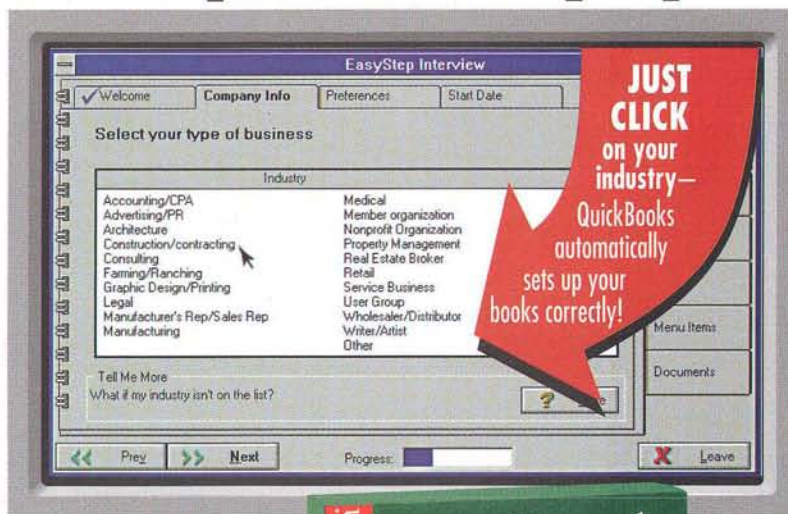 EasyStep Interview
Welcome
Company Info
Preferences
Start Date
Select your type of business
Industry
Accounting/CPA
Advertising/PR
Architecture
Construction/contracting
Consulting
Farming/Ranching
Graphic Design/Printing
Legal
Manufacturer's Rep/Sales Rep
Manufacturing
Medical
Member organization
Nonprofit Organization
Property Management
Real Estate Broker
Retail
Service Business
User Group
Wholesaler/Distributor
Writer/Artist
Other
JUST
CLICK
on your
industry—
QuickBooks
automatically
sets up your
books correctly!
Menu Items
Documents
Tell Me More
What if my industry isn't on the list?
?
Prev
Next
Progress:
X Leave